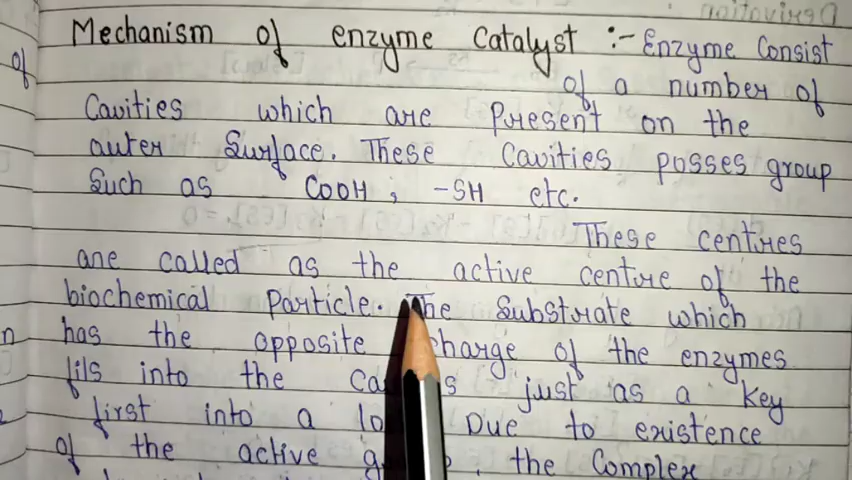 Derivation
Mechanism of enzyme Catalyst :- Enzyme Consist
of
of a number of
Cavities which are present on the
outer Surface. These Cavities posses group
Such as COOH, -SH etc.
These centres
are called as the active centre of the
biochemical particle. The Substrate which
n has the opposite charge of the enzymes
fits into the just as a key
first into a Due to existence
of the active the Complex